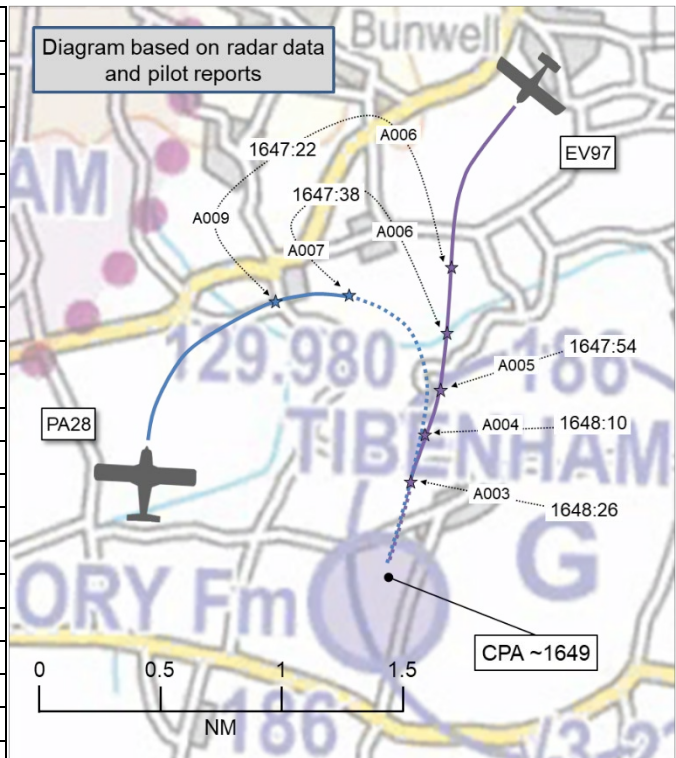 Diagram based on radar data
and pilot reports
Bunwell
EV97
1647:22
A006
1647:38
A009
A006
A007
AM
129.980
186
1647:54
A005
PA28
TIBENHAM
A004
1648:10
A003
1648:26
G
ORY Fm
CPA ~1649
0
0.5
1
1.5
NM
186